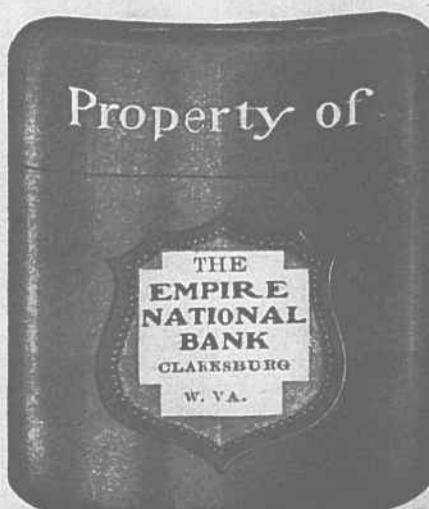 Property of
THE
EMPIRE
NATIONAL
BANK
CLARKSBURG
W. VA.